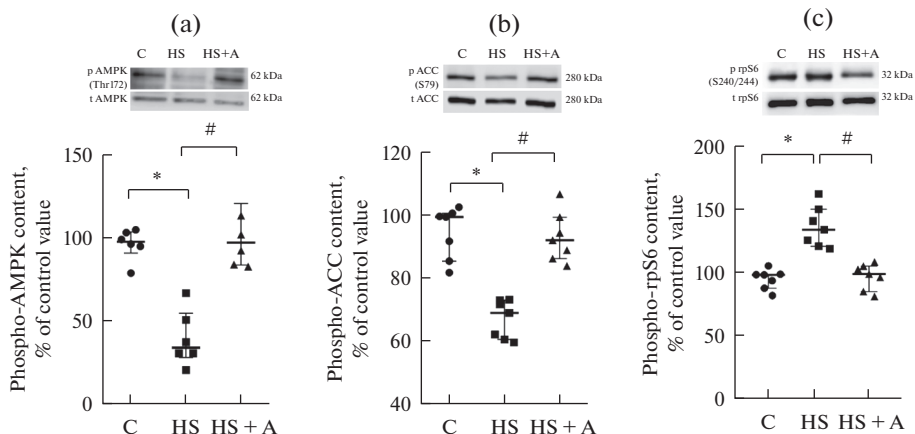 (a)
C HS HS+A
p AMPK
(Thr172)
62 kDa
t AMPK
62 kDa
#
*
150
100
50
0
Phospho-AMPK content,
% of control value
C HS HS + A
(b)
C HS HS+A
p ACC
(S79)
280 kDa
t ACC
280 kDa
#
*
120
100
80
60
40
Phospho-ACC content,
% of control value
C HS HS + A
(c)
C HS HS+A
p rpS6
(S240/244)
32 kDa
t rpS6
32 kDa
* #
200
150
100
50
0
Phospho-rpS6 content,
% of control value
C HS HS + A